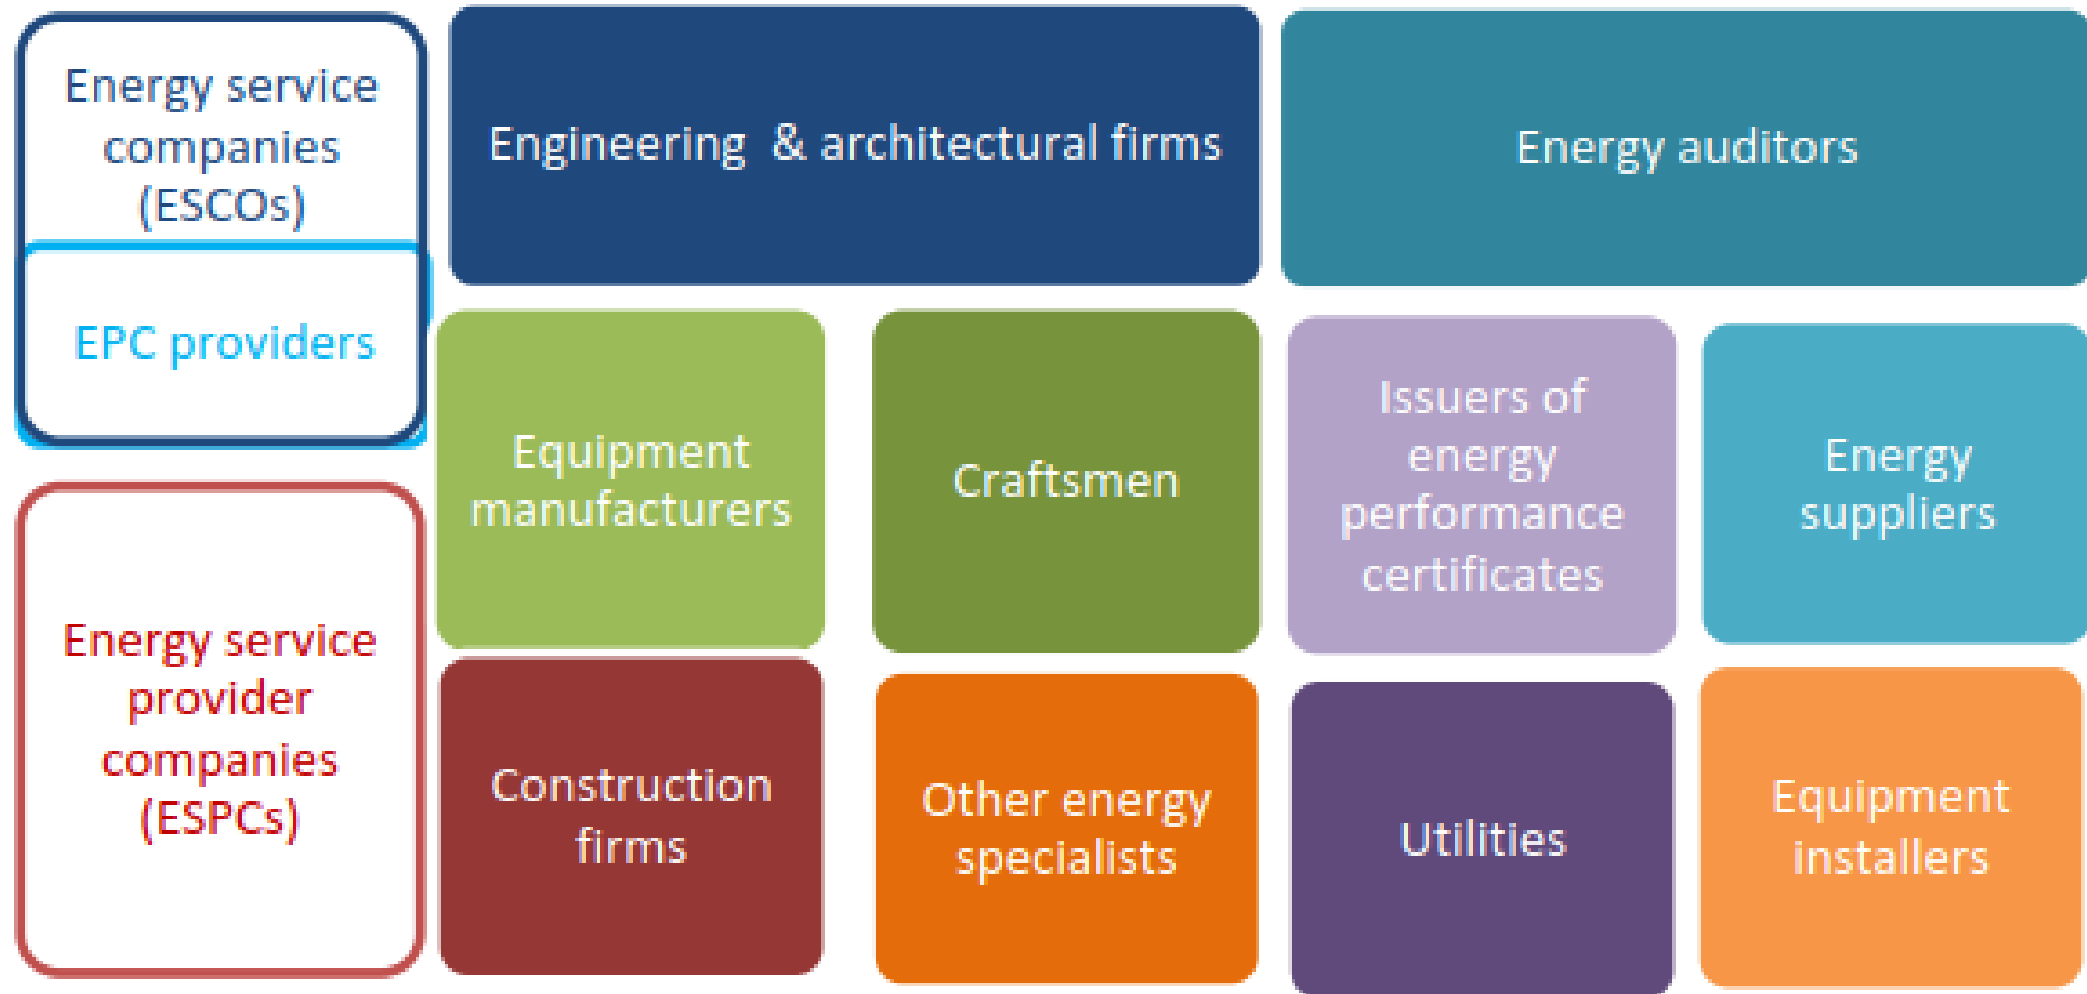 Energy service
companies
(ESCOs)
EPC providers
Energy service
provider
companies
(ESPCs)
Engineering & architectural firms
Energy auditors
Equipment
manufacturers
Craftsmen
Issuers of
energy
performance
certificates
Energy
suppliers
Construction
firms
Other energy
specialists
Utilities
Equipment
installers